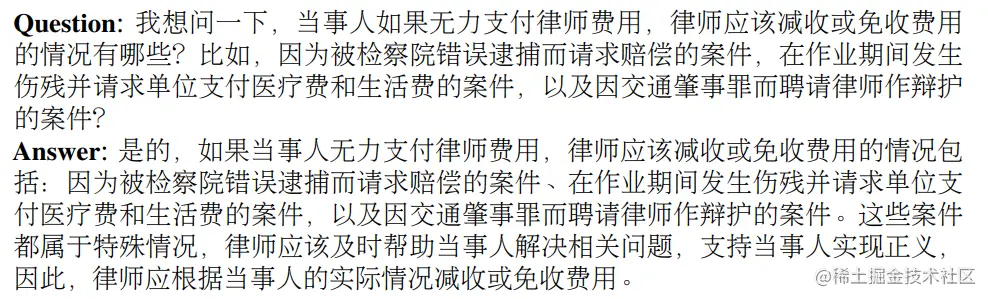 Question: 我想问一下，当事人如果无力支付律师费用，律师应该减收或免收费用
的情况有哪些？比如，因为被检察院错误逮捕而请求赔偿的案件，在作业期间发生
伤残并请求单位支付医疗费和生活费的案件，以及因交通肇事罪而聘请律师作辩护
的案件？
Answer: 是的，如果当事人无力支付律师费用，律师应该减收或免收费用的情况包
括：因为被检察院错误逮捕而请求赔偿的案件、在作业期间发生伤残并请求单位支
付医疗费和生活费的案件，以及因交通肇事罪而聘请律师作辩护的案件。这些案件
都属于特殊情况，律师应该及时帮助当事人解决相关问题，支持当事人实现正义，
因此，律师应根据当事人的实际情况减收或免收费用。
@稀土掘金技术社区